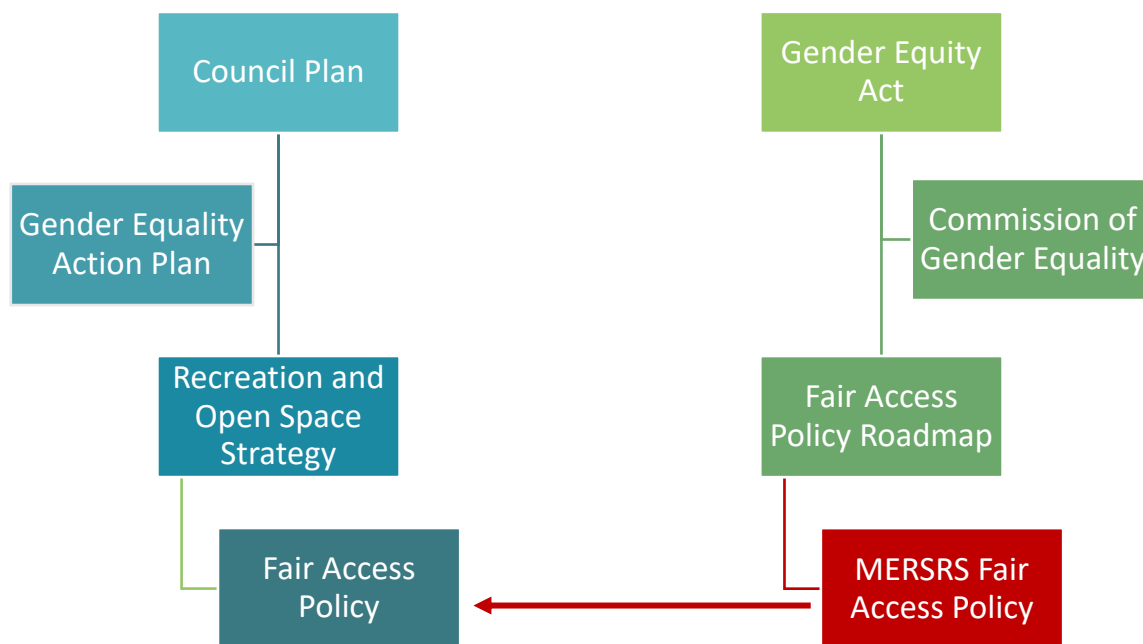 Council Plan
Gender Equity
Act
Gender Equality
Action Plan
Commission of
Gender Equality
Recreation and
Open Space
Strategy
Fair Access
Policy Roadmap
Fair Access
Policy
MERSRS Fair
Access Policy